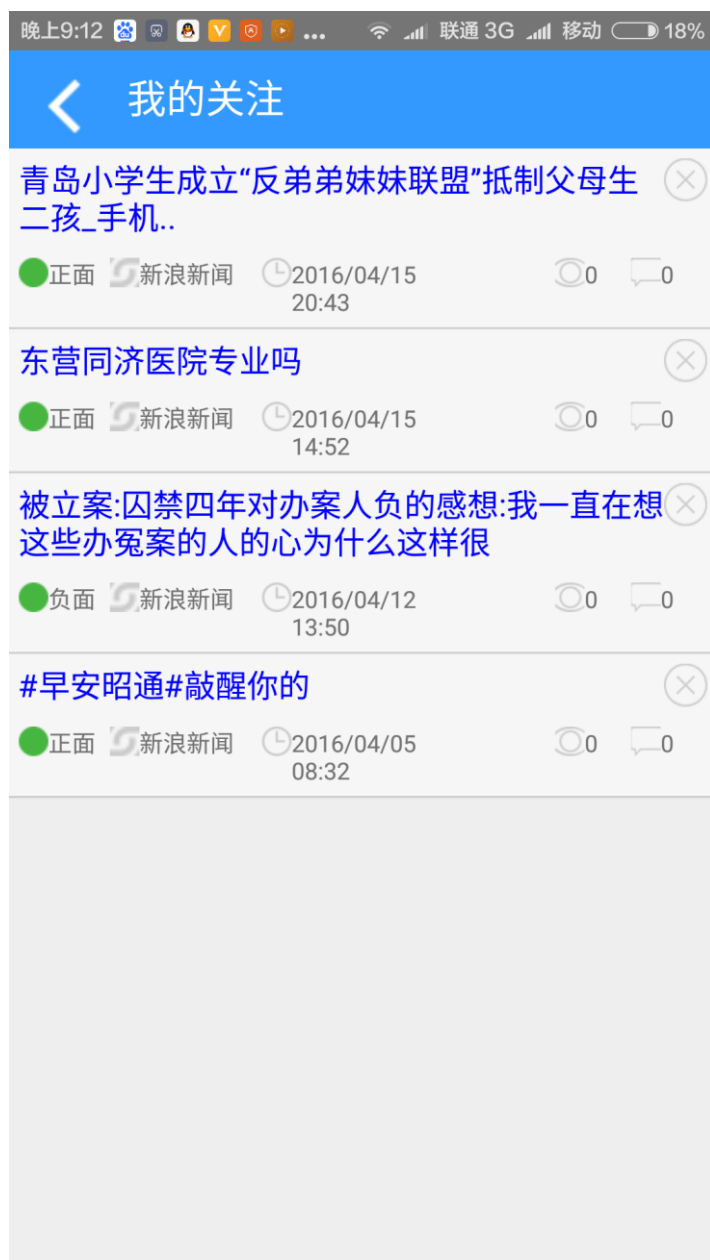 晚上9:12 ... 联通 3G 移动 18%
我的关注
青岛小学生成立“反弟弟妹妹联盟”抵制父母生
二孩_手机..
正面 新浪新闻 2016/04/15 0 0
20:43
东营同济医院专业吗
正面 新浪新闻 2016/04/15 0 0
14:52
被立案:囚禁四年对办案人负的感想:我一直在想
这些办冤案的人的心为什么这样很
负面 新浪新闻 2016/04/12 0 0
13:50
#早安昭通#敲醒你的
正面 新浪新闻 2016/04/05 0 0
08:32